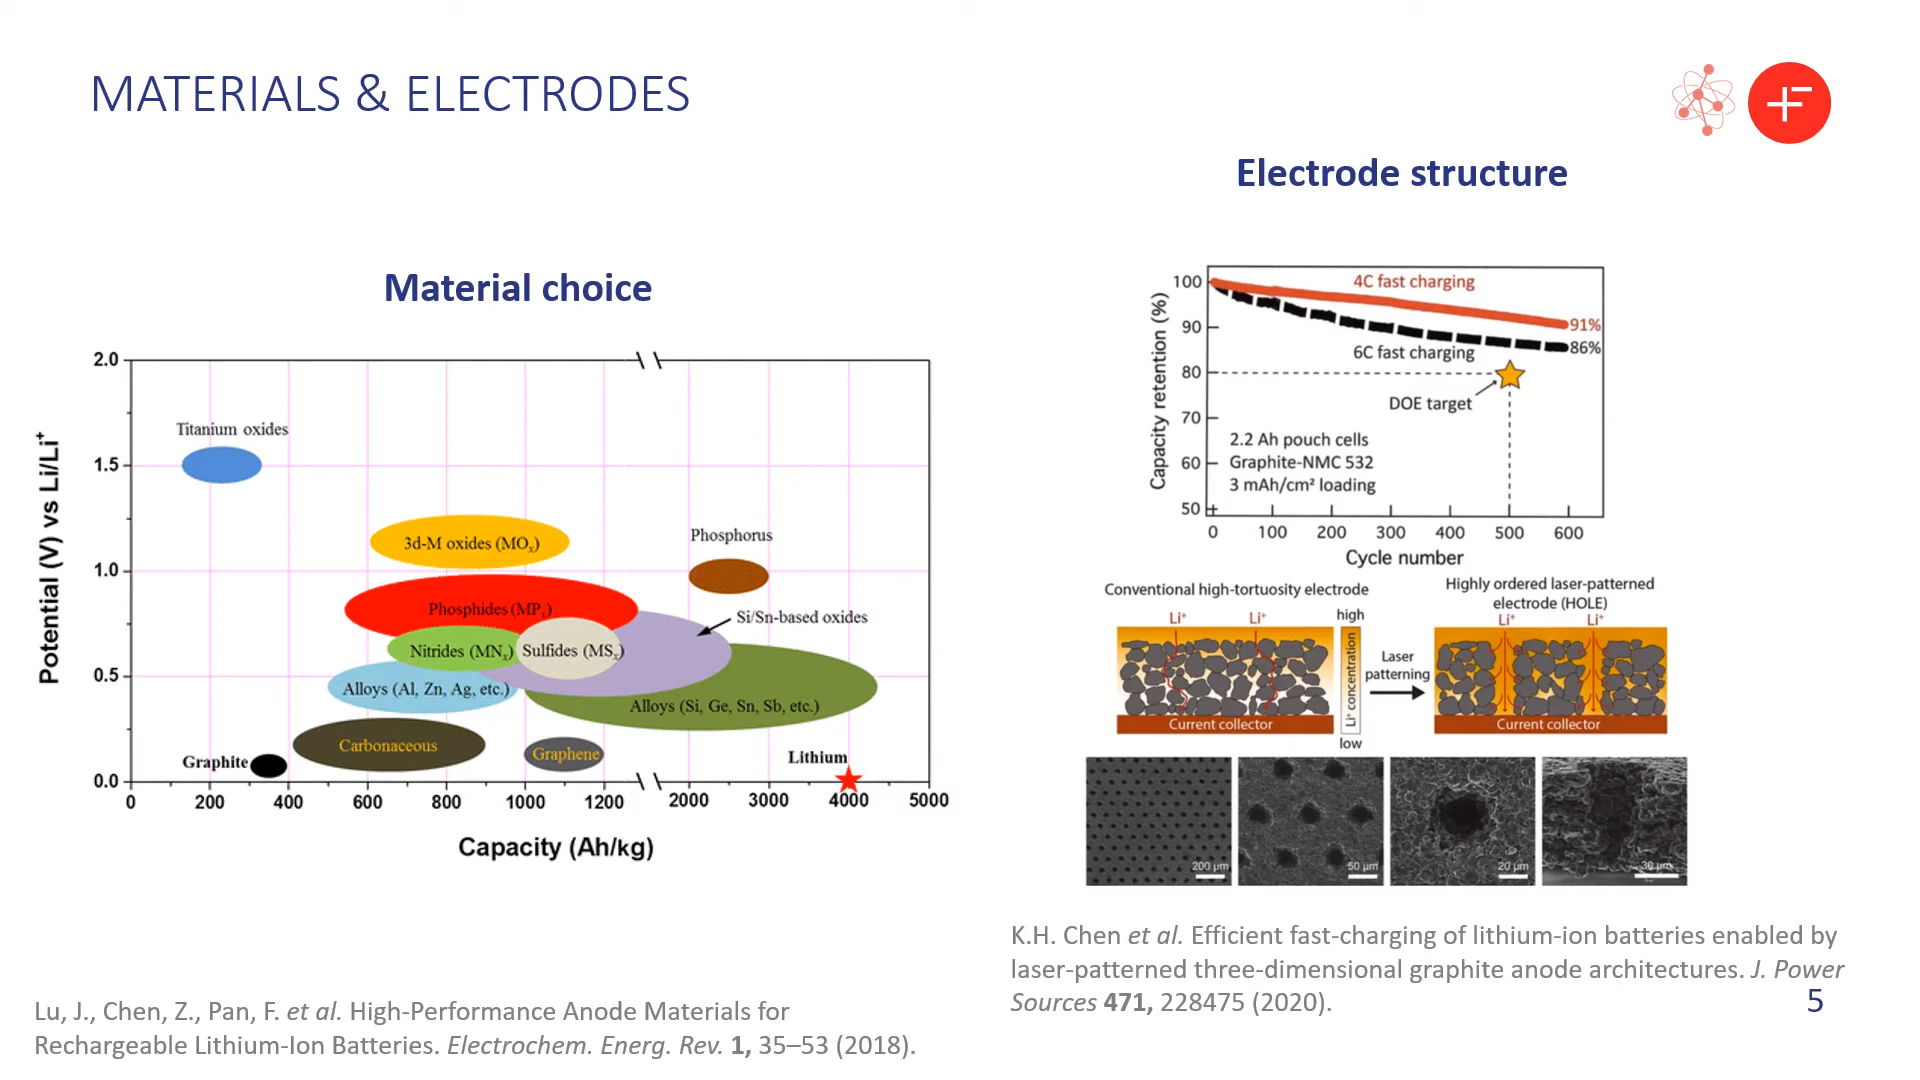 MATERIALS & ELECTRODES
Material choice
2.0
1.5
1.0
0.5
0.0
Potential (V) vs Li/Li⁺
Titanium oxides
3d-M oxides (MOₓ)
Phosphorus
Phosphides (MPₓ)
Si/Sn-based oxides
Nitrides (MNₓ)
Sulfides (MSₓ)
Alloys (Al, Zn, Ag, etc.)
Alloys (Si, Ge, Sn, Sb, etc.)
Carbonaceous
Graphene
Graphite
Lithium
0 200 400 600 800 1000 1200 2000 3000 4000 5000
Capacity (Ah/kg)
Lu, J., Chen, Z., Pan, F. et al. High-Performance Anode Materials for
Rechargeable Lithium-Ion Batteries. Electrochem. Energ. Rev. 1, 35–53 (2018).
Electrode structure
100
90
80
70
60
50
Capacity retention (%)
4C fast charging
91%
86%
6C fast charging
DOE target
2.2 Ah pouch cells
Graphite-NMC 532
3 mAh/cm² loading
0 100 200 300 400 500 600
Cycle number
Conventional high-tortuosity electrode
Li⁺ Li⁺
Current collector
high
Li⁺ concentration
low
Laser
patterning
Highly ordered laser-patterned
electrode (HOLE)
Li⁺ Li⁺
Current collector
200 μm
50 μm
20 μm
30 μm
K.H. Chen et al. Efficient fast-charging of lithium-ion batteries enabled by
laser-patterned three-dimensional graphite anode architectures. J. Power
Sources 471, 228475 (2020).
5